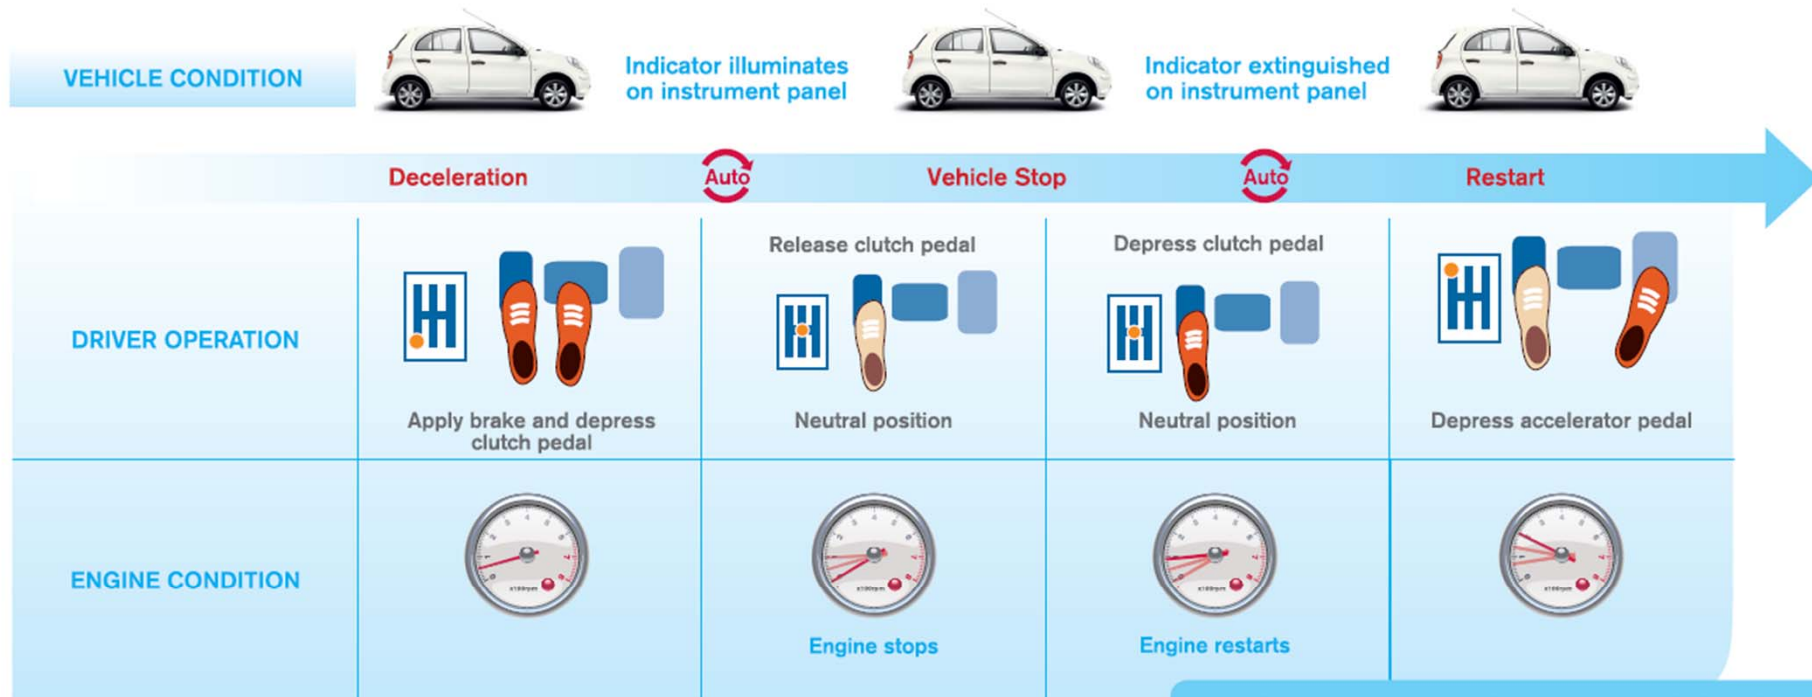 VEHICLE CONDITION
Indicator illuminates
on instrument panel
Indicator extinguished
on instrument panel
Deceleration
Auto
Vehicle Stop
Auto
Restart
DRIVER OPERATION
Apply brake and depress
clutch pedal
Release clutch pedal
Neutral position
Depress clutch pedal
Neutral position
Depress accelerator pedal
ENGINE CONDITION
Engine stops
Engine restarts